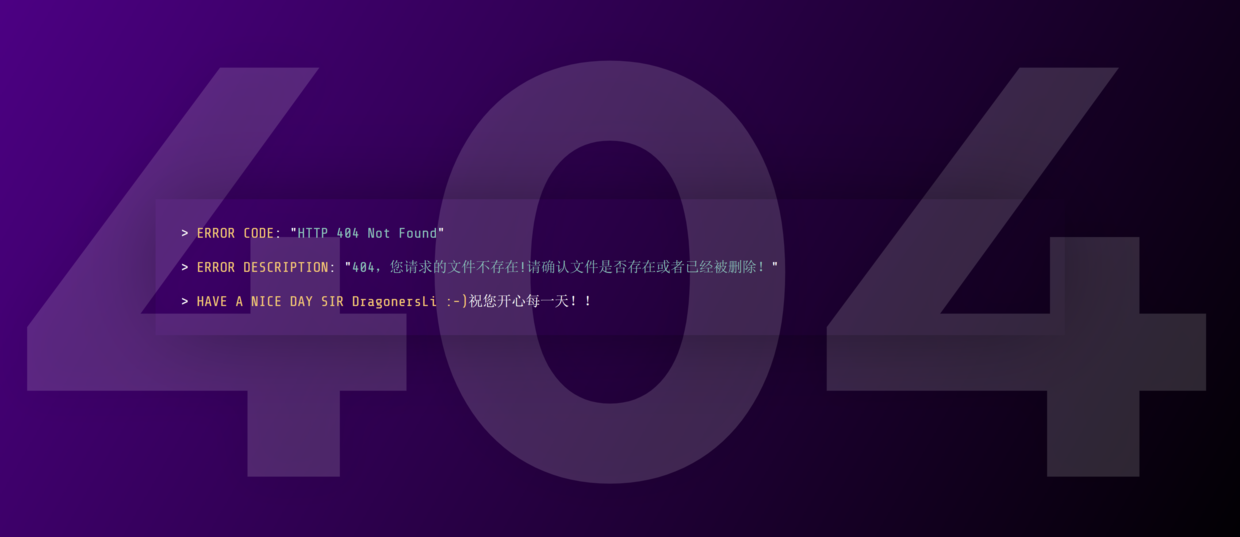 404
> ERROR CODE: "HTTP 404 Not Found"
> ERROR DESCRIPTION: "404，您请求的文件不存在!请确认文件是否存在或者已经被删除！"
> HAVE A NICE DAY SIR DragonersLi :-)祝您开心每一天！！